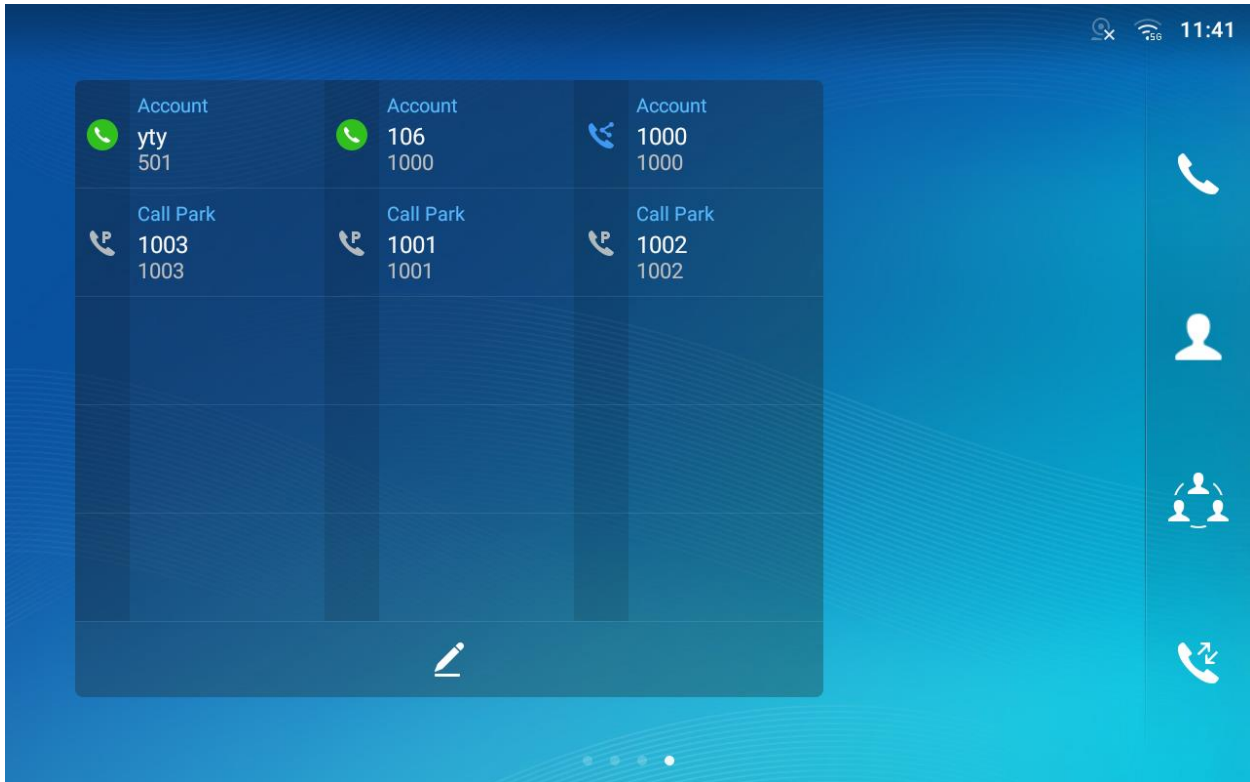 5G 11:41
Account Account Account
yty 106 1000
501 1000 1000
Call Park Call Park Call Park
P 1003 P 1001 P 1002
1003 1001 1002